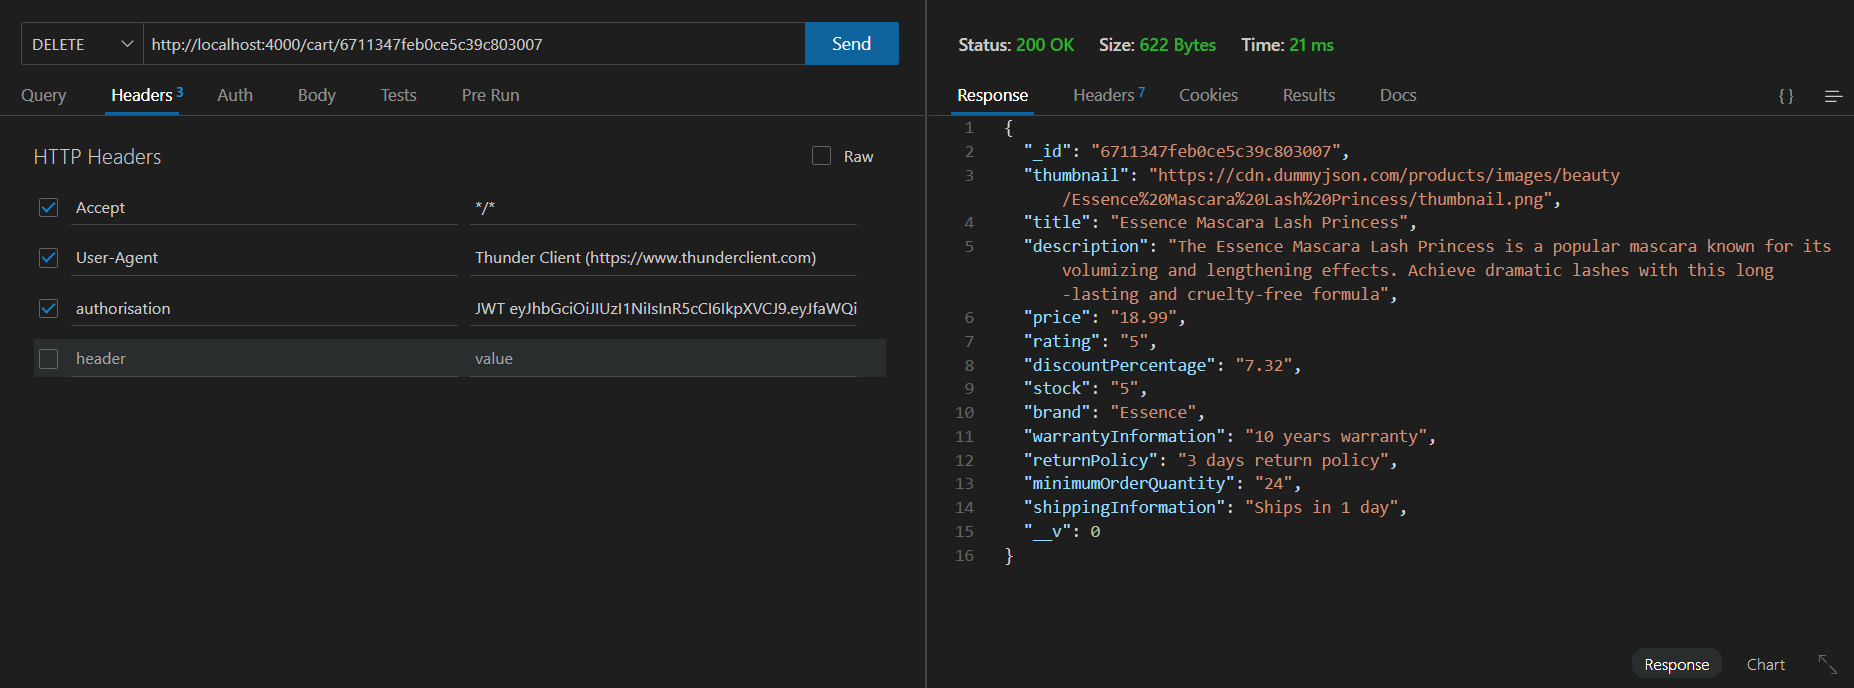 DELETE
http://localhost:4000/cart/6711347feb0ce5c39c803007
Send
Query
Headers 3
Auth
Body
Tests
Pre Run
HTTP Headers
Raw
Accept
*/*
User-Agent
Thunder Client (https://www.thunderclient.com)
authorisation
JWT eyJhbGciOiJIUzI1NiIsInR5cCI6IkpXVCJ9.eyJfaWQi
header
value
Status: 200 OK
Size: 622 Bytes
Time: 21 ms
Response
Headers 7
Cookies
Results
Docs
{ }
1 {
2 "_id": "6711347feb0ce5c39c803007",
3 "thumbnail": "https://cdn.dummyjson.com/products/images/beauty
/Essence%20Mascara%20Lash%20Princess/thumbnail.png",
4 "title": "Essence Mascara Lash Princess",
5 "description": "The Essence Mascara Lash Princess is a popular mascara known for its
volumizing and lengthening effects. Achieve dramatic lashes with this long
-lasting and cruelty-free formula",
6 "price": "18.99",
7 "rating": "5",
8 "discountPercentage": "7.32",
9 "stock": "5",
10 "brand": "Essence",
11 "warrantyInformation": "10 years warranty",
12 "returnPolicy": "3 days return policy",
13 "minimumOrderQuantity": "24",
14 "shippingInformation": "Ships in 1 day",
15 "__v": 0
16 }
Response
Chart